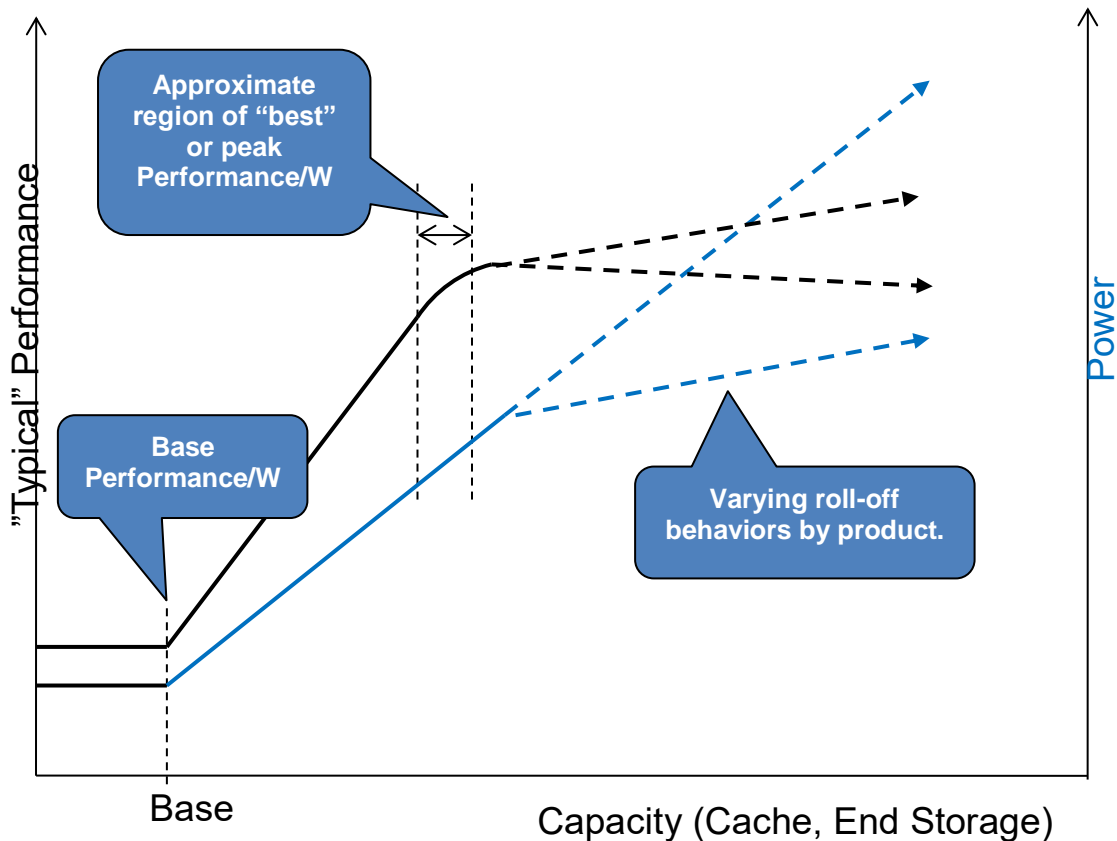 Approximate
region of “best”
or peak
Performance/W
”Typical” Performance
Power
Base
Performance/W
Varying roll-off
behaviors by product.
Base
Capacity (Cache, End Storage)